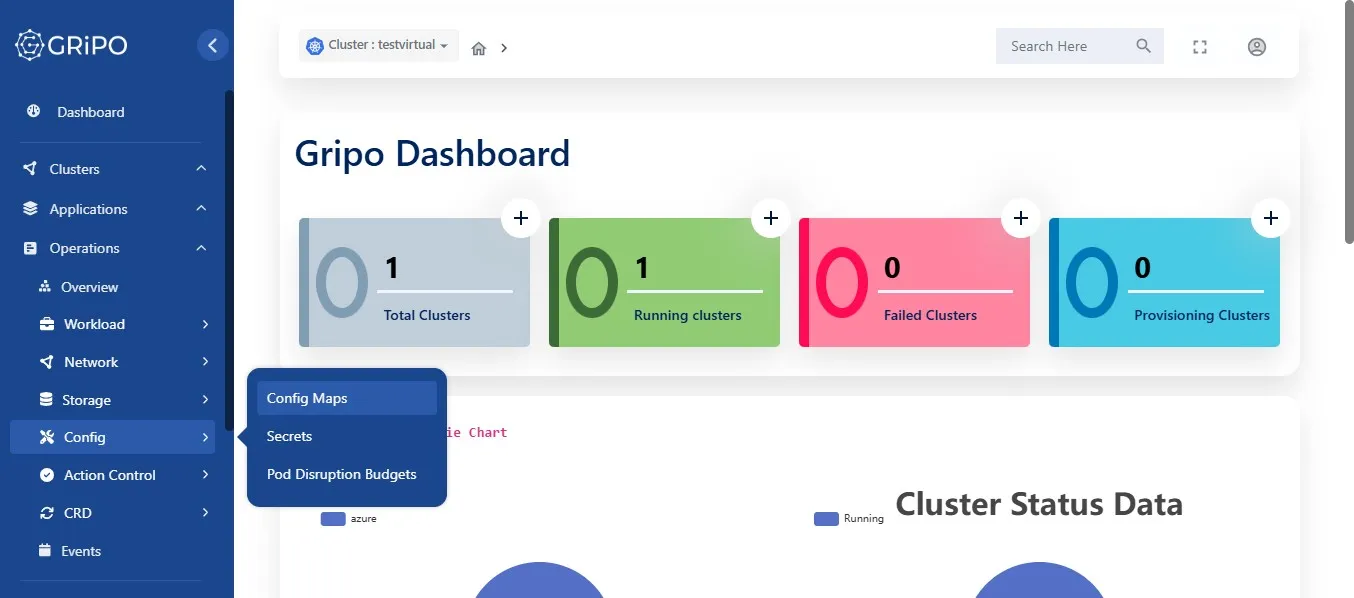 GRiPO
Dashboard
Clusters
Applications
Operations
Overview
Workload
Network
Storage
Config
Action Control
CRD
Events
Config Maps
Secrets
Pod Disruption Budgets
Cluster : testvirtual
Search Here
Gripo Dashboard
1
Total Clusters
1
Running clusters
0
Failed Clusters
0
Provisioning Clusters
ie Chart
azure
Running
Cluster Status Data